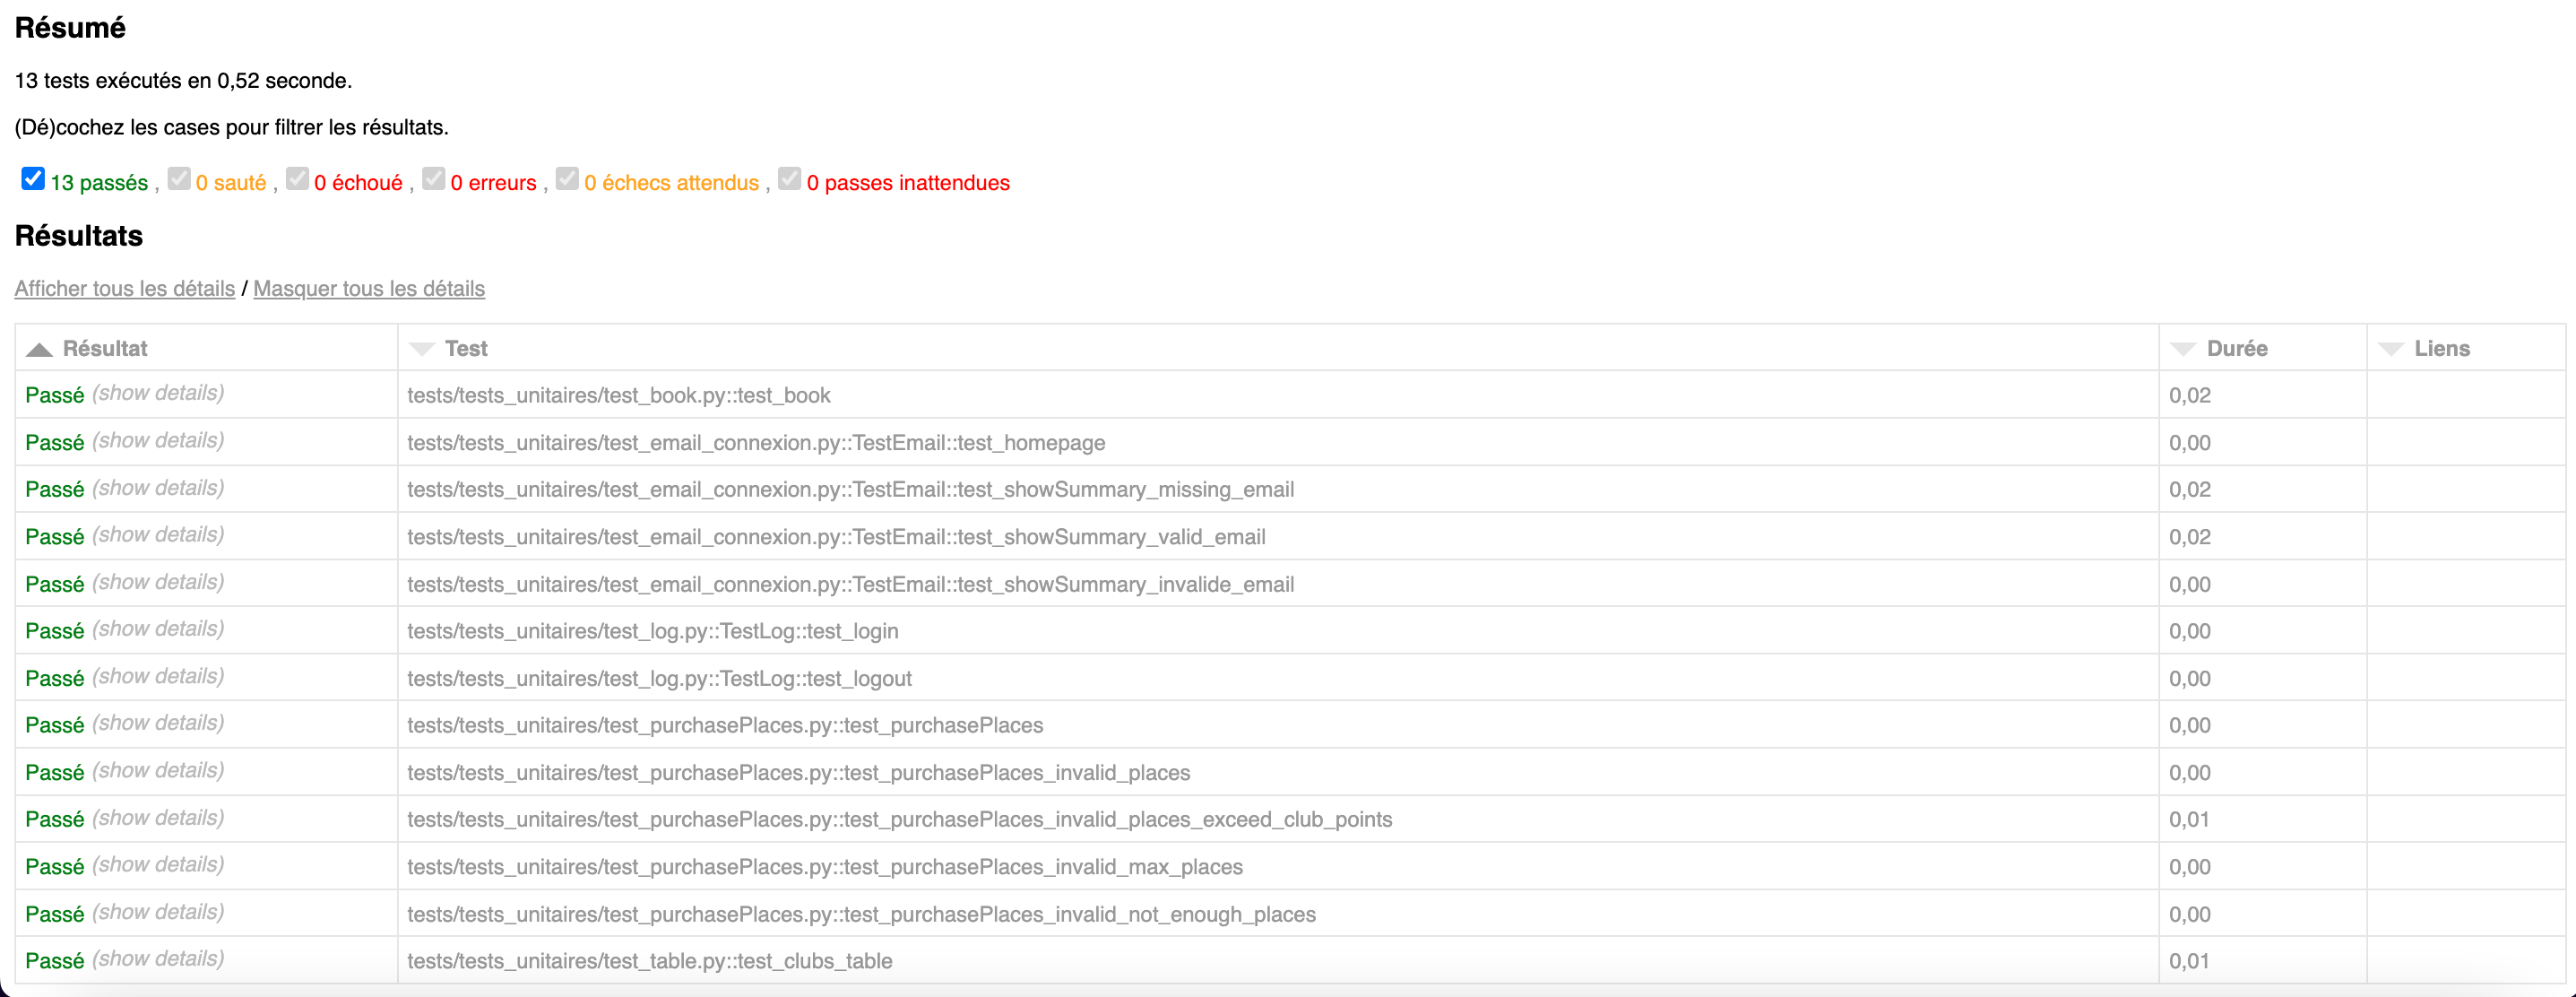 Résumé
13 tests exécutés en 0,52 seconde.
(Dé)cochez les cases pour filtrer les résultats.
13 passés , 0 sauté , 0 échoué , 0 erreurs , 0 échecs attendus , 0 passes inattendues
Résultats
Afficher tous les détails / Masquer tous les détails
Résultat Test Durée Liens
Passé (show details) tests/tests_unitaires/test_book.py::test_book 0,02
Passé (show details) tests/tests_unitaires/test_email_connexion.py::TestEmail::test_homepage 0,00
Passé (show details) tests/tests_unitaires/test_email_connexion.py::TestEmail::test_showSummary_missing_email 0,02
Passé (show details) tests/tests_unitaires/test_email_connexion.py::TestEmail::test_showSummary_valid_email 0,02
Passé (show details) tests/tests_unitaires/test_email_connexion.py::TestEmail::test_showSummary_invalide_email 0,00
Passé (show details) tests/tests_unitaires/test_log.py::TestLog::test_login 0,00
Passé (show details) tests/tests_unitaires/test_log.py::TestLog::test_logout 0,00
Passé (show details) tests/tests_unitaires/test_purchasePlaces.py::test_purchasePlaces 0,00
Passé (show details) tests/tests_unitaires/test_purchasePlaces.py::test_purchasePlaces_invalid_places 0,00
Passé (show details) tests/tests_unitaires/test_purchasePlaces.py::test_purchasePlaces_invalid_places_exceed_club_points 0,01
Passé (show details) tests/tests_unitaires/test_purchasePlaces.py::test_purchasePlaces_invalid_max_places 0,00
Passé (show details) tests/tests_unitaires/test_purchasePlaces.py::test_purchasePlaces_invalid_not_enough_places 0,00
Passé (show details) tests/tests_unitaires/test_table.py::test_clubs_table 0,01